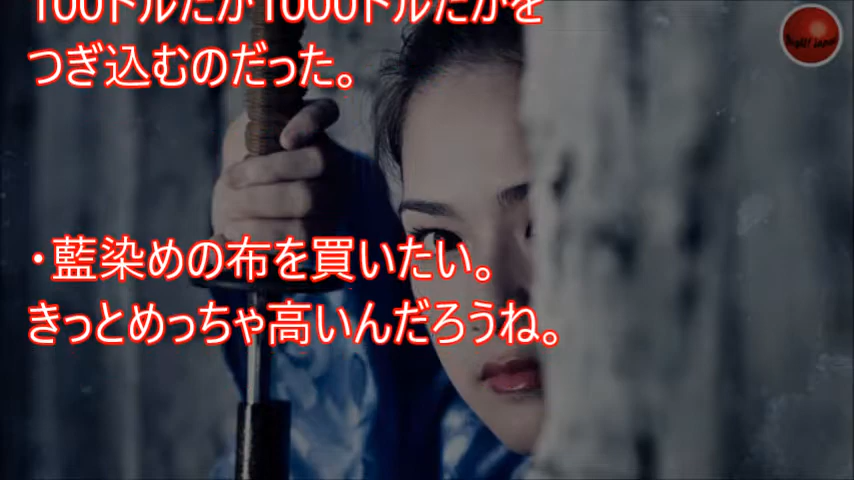 100ドルだか1000ドルだかを
つぎ込むのだった。
・藍染めの布を買いたい。
きっとめっちゃ高いんだろうね。